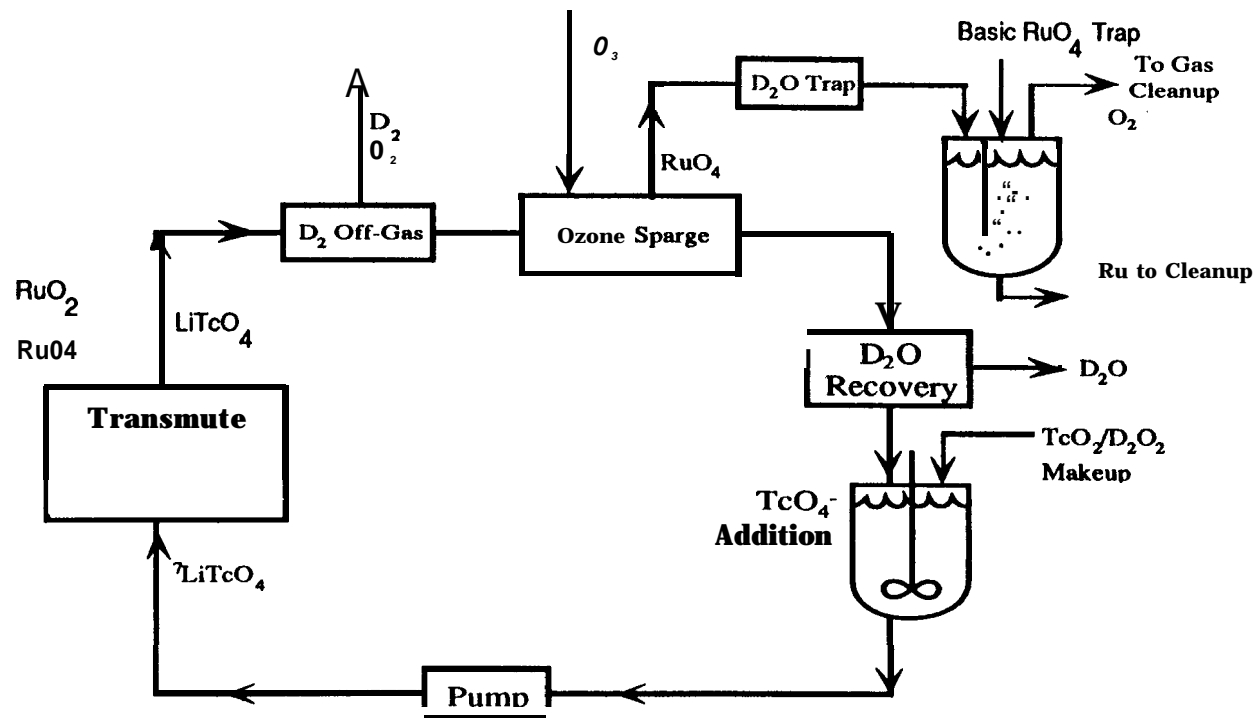 O₃
Basic RuO₄ Trap
D₂O Trap
To Gas
Cleanup
O₂
D₂
O₂
RuO₄
D₂ Off-Gas
Ozone Sparge
Ru to Cleanup
RuO₂
LiTcO₄
Ru04
D₂O
Recovery
D₂O
Transmute
TcO₂/D₂O₂
Makeup
TcO₄⁻
Addition
⁷LiTcO₄
Pump